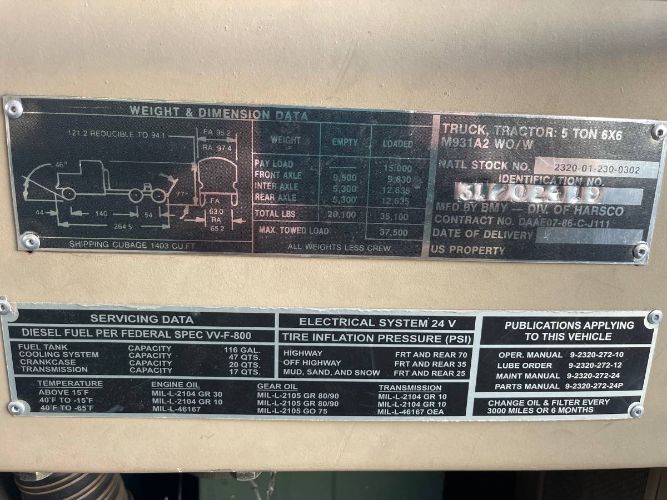 WEIGHT & DIMENSION DATA
121.2 REDUCIBLE TO 94.1
FA 95.2
RA 97.4
46°
77°
44
140
54
264.5
FA
63.0
RA
65.2
SHIPPING CUBAGE 1403 CU FT
WEIGHT EMPTY LOADED
PAY LOAD 15,000
FRONT AXLE 9,500 9,830
INTER AXLE 5,300 12,635
REAR AXLE 5,300 12,635
TOTAL LBS 20,100 35,100
MAX. TOWED LOAD 37,500
ALL WEIGHTS LESS CREW
TRUCK, TRACTOR: 5 TON 6X6
M931A2 WO/W
NATL STOCK NO. 2320-01-230-0302
IDENTIFICATION NO.
MFD BY BMY DIV. OF HARSCO
CONTRACT NO. DAAE07-86-C-J111
DATE OF DELIVERY
US PROPERTY
SERVICING DATA
DIESEL FUEL PER FEDERAL SPEC VV-F-800
FUEL TANK CAPACITY 116 GAL.
COOLING SYSTEM CAPACITY 47 QTS.
CRANKCASE CAPACITY 20 QTS.
TRANSMISSION CAPACITY 17 QTS.
ELECTRICAL SYSTEM 24 V
TIRE INFLATION PRESSURE (PSI)
HIGHWAY FRT AND REAR 70
OFF HIGHWAY FRT AND REAR 35
MUD, SAND, AND SNOW FRT AND REAR 25
TEMPERATURE ENGINE OIL GEAR OIL TRANSMISSION
ABOVE 15°F MIL-L-2104 GR 30 MIL-L-2105 GR 80/90 MIL-L-2104 GR 10
40°F TO -15°F MIL-L-2104 GR 10 MIL-L-2105 GR 80/90 MIL-L-2104 GR 10
40°F TO -65°F MIL-L-46167 MIL-L-2105 GO 75 MIL-L-46167 OEA
PUBLICATIONS APPLYING
TO THIS VEHICLE
OPER. MANUAL 9-2320-272-10
LUBE ORDER 9-2320-272-12
MAINT MANUAL 9-2320-272-24
PARTS MANUAL 9-2320-272-24P
CHANGE OIL & FILTER EVERY
3000 MILES OR 6 MONTHS